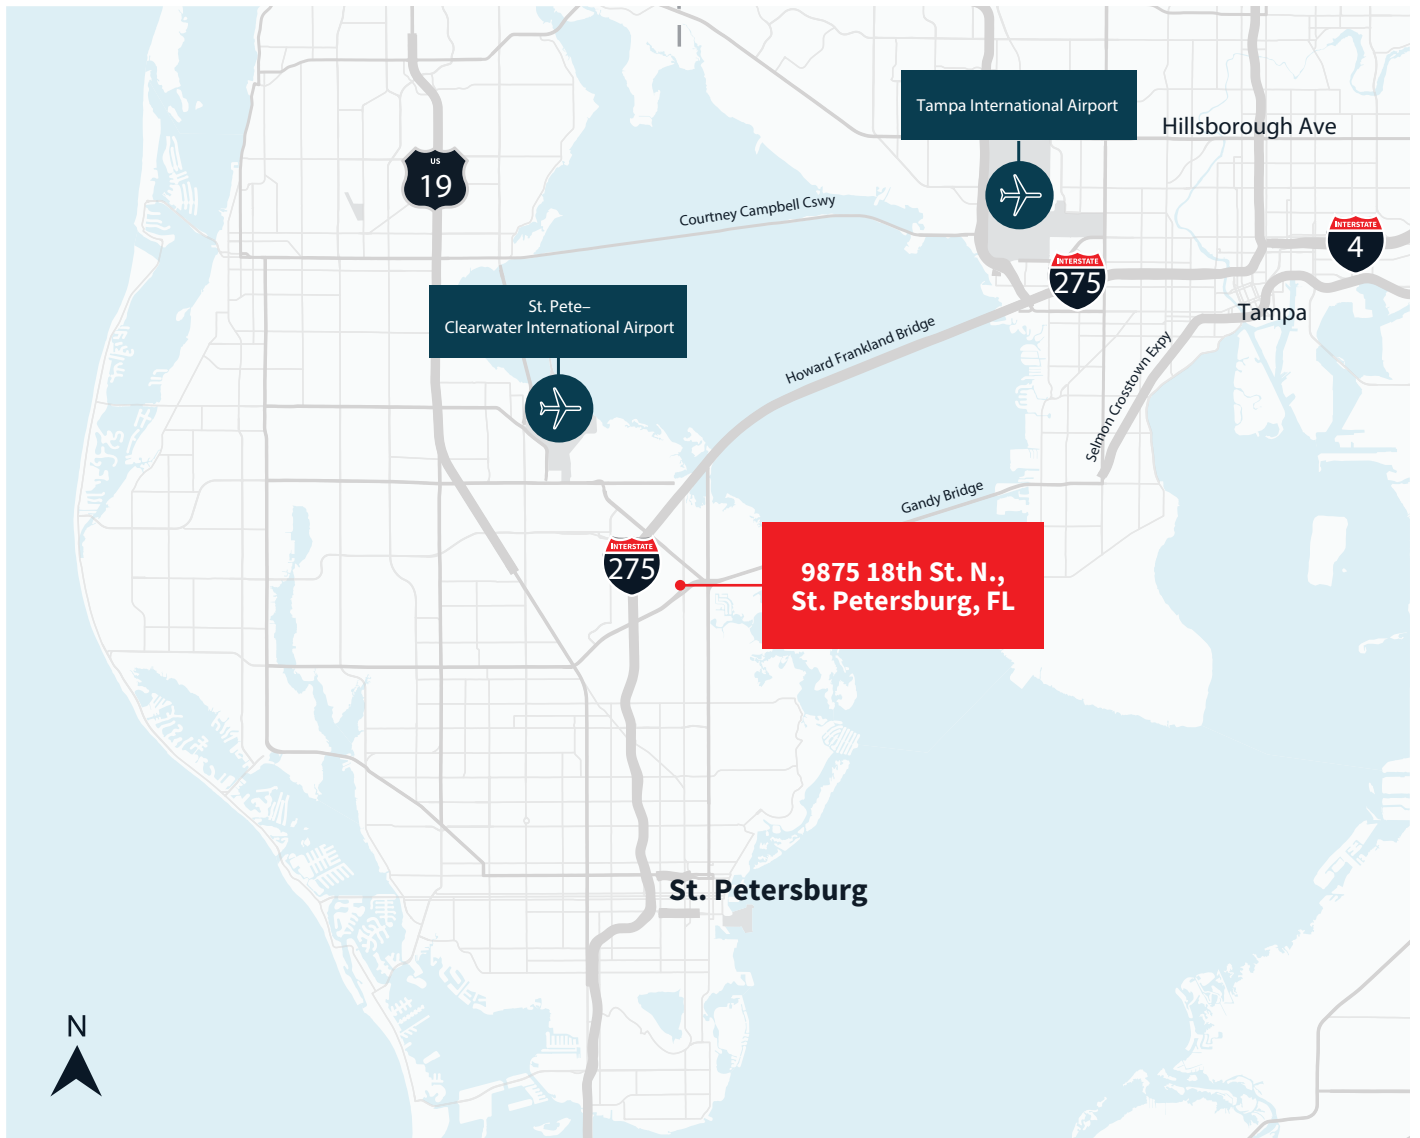 Tampa International Airport
Hillsborough Ave
US
19
Courtney Campbell Cswy
INTERSTATE
4
INTERSTATE
275
St. Pete–
Clearwater International Airport
Tampa
Howard Frankland Bridge
Selmon Crosstown Expy
Gandy Bridge
INTERSTATE
275
9875 18th St. N.,
St. Petersburg, FL
St. Petersburg
N